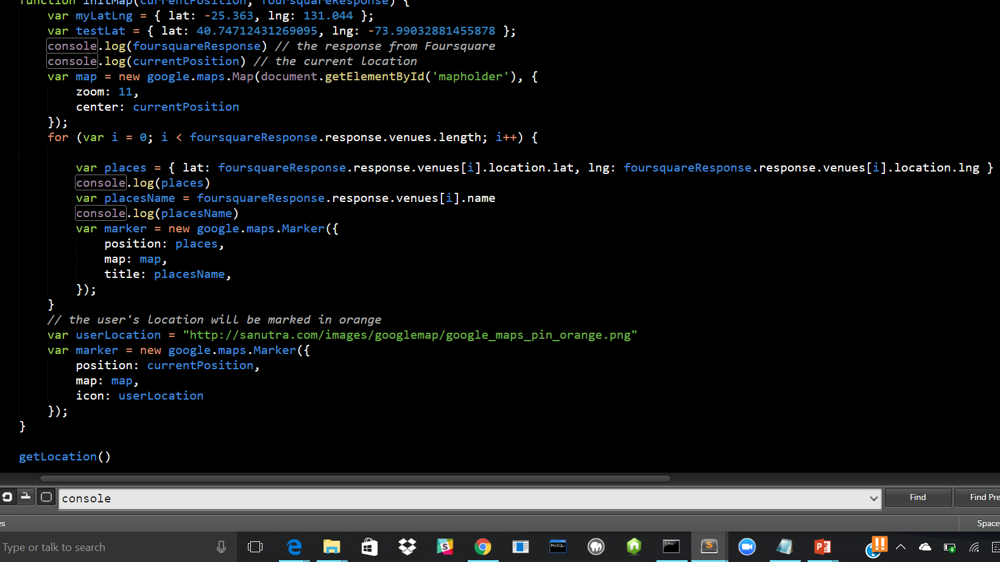 function initMap(currentPosition, foursquareResponse) {
    var myLatLng = { lat: -25.363, lng: 131.044 };
    var testLat = { lat: 40.74712431269095, lng: -73.99032881455878 };
    console.log(foursquareResponse) // the response from Foursquare
    console.log(currentPosition) // the current location
    var map = new google.maps.Map(document.getElementById('mapholder'), {
        zoom: 11,
        center: currentPosition
    });
    for (var i = 0; i < foursquareResponse.response.venues.length; i++) {
        var places = { lat: foursquareResponse.response.venues[i].location.lat, lng: foursquareResponse.response.venues[i].location.lng }
        console.log(places)
        var placesName = foursquareResponse.response.venues[i].name
        console.log(placesName)
        var marker = new google.maps.Marker({
            position: places,
            map: map,
            title: placesName,
        });
    }
    // the user's location will be marked in orange
    var userLocation = "http://sanutra.com/images/googlemap/google_maps_pin_orange.png"
    var marker = new google.maps.Marker({
        position: currentPosition,
        map: map,
        icon: userLocation
    });
}
getLocation()
console
Find
Find Pre
es
Space
Type or talk to search
MySQL